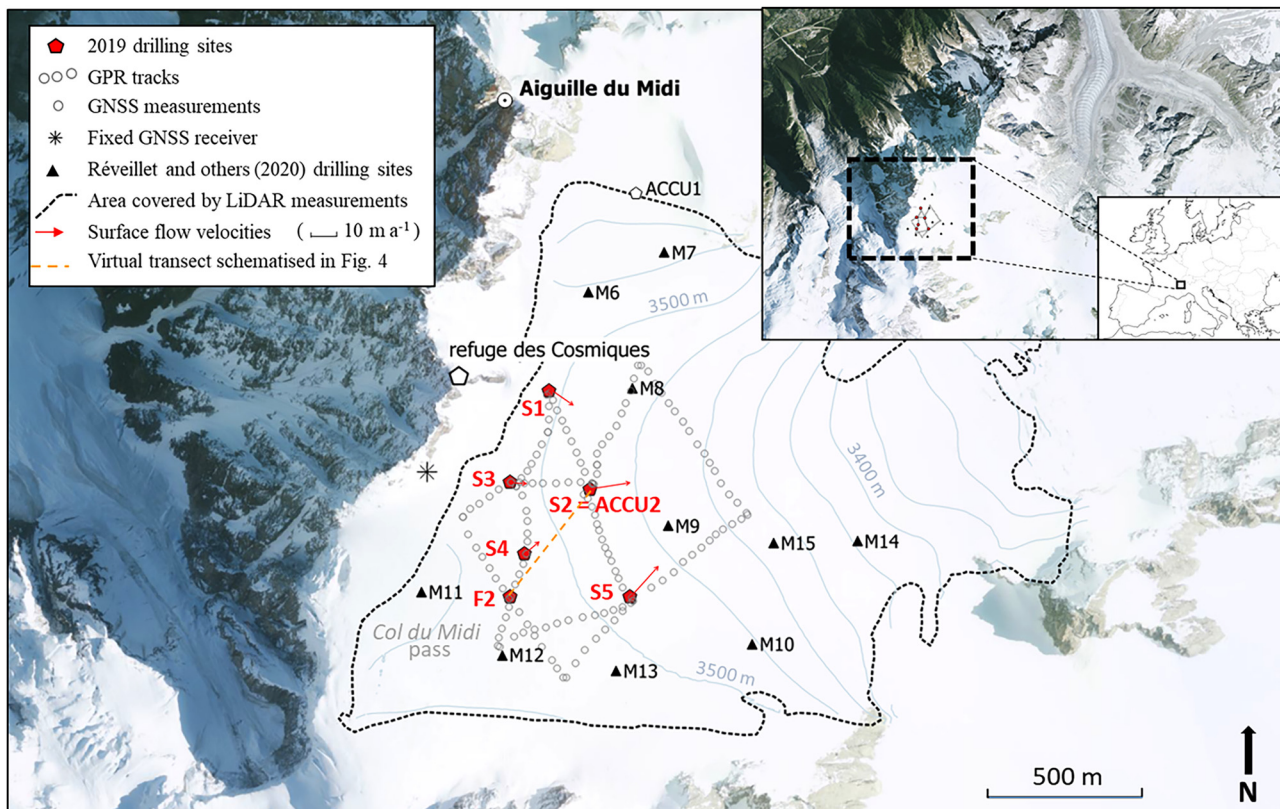 2019 drilling sites
GPR tracks
GNSS measurements
Fixed GNSS receiver
Réveillet and others (2020) drilling sites
Area covered by LiDAR measurements
Surface flow velocities ( 10 m a⁻¹)
Virtual transect schematised in Fig. 4
Aiguille du Midi
ACCU1
M7
M6
3500 m
refuge des Cosmiques
M8
S1
3400 m
S3
S2 = ACCU2
M9
M15
M14
S4
M11
F2
S5
Col du Midi
pass
M12
M13
M10
3500 m
500 m
N